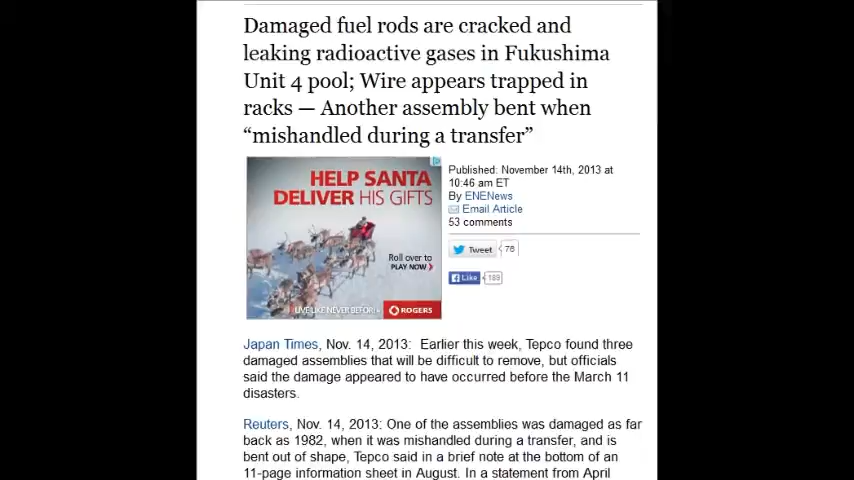 Damaged fuel rods are cracked and
leaking radioactive gases in Fukushima
Unit 4 pool; Wire appears trapped in
racks — Another assembly bent when
“mishandled during a transfer”
HELP SANTA
DELIVER HIS GIFTS
Roll over to
PLAY NOW
LIVE LIKE NEVER BEFORE
ROGERS
Published: November 14th, 2013 at
10:46 am ET
By ENENews
Email Article
53 comments
Tweet 76
Like 189
Japan Times, Nov. 14, 2013: Earlier this week, Tepco found three
damaged assemblies that will be difficult to remove, but officials
said the damage appeared to have occurred before the March 11
disasters.
Reuters, Nov. 14, 2013: One of the assemblies was damaged as far
back as 1982, when it was mishandled during a transfer, and is
bent out of shape, Tepco said in a brief note at the bottom of an
11-page information sheet in August. In a statement from April